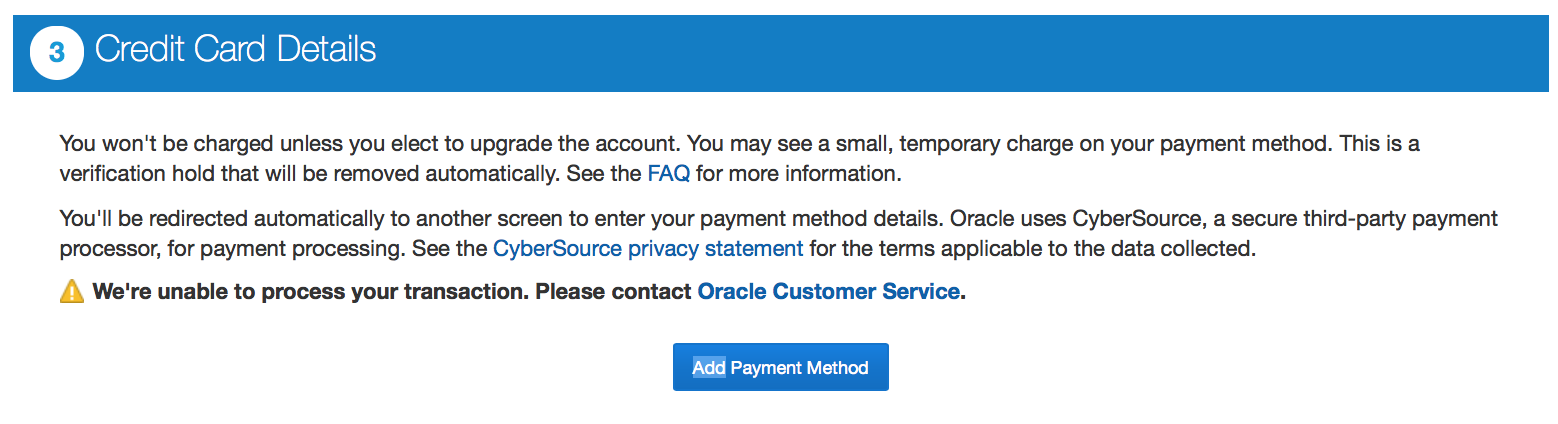 3 Credit Card Details
You won't be charged unless you elect to upgrade the account. You may see a small, temporary charge on your payment method. This is a
verification hold that will be removed automatically. See the FAQ for more information.
You'll be redirected automatically to another screen to enter your payment method details. Oracle uses CyberSource, a secure third-party payment
processor, for payment processing. See the CyberSource privacy statement for the terms applicable to the data collected.
We're unable to process your transaction. Please contact Oracle Customer Service.
Add Payment Method